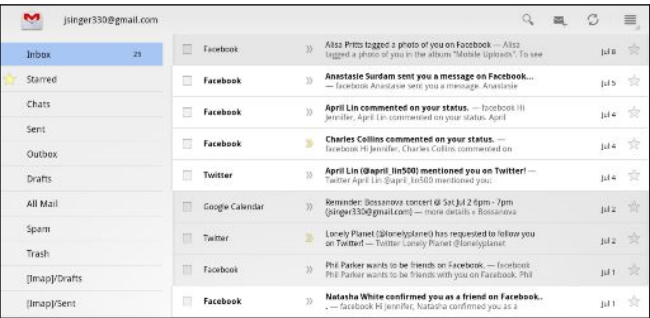 jsinger330@gmail.com
Inbox 25
Starred
Chats
Sent
Outbox
Drafts
All Mail
Spam
Trash
[Imap]/Drafts
[Imap]/Sent
Facebook » Alisa Pritts tagged a photo of you on Facebook — Alisa
tagged a photo of you in the album "Mobile Uploads". To see
Jul 8
Facebook » Anastasie Surdam sent you a message on Facebook...
— facebook Anastasie sent you a message. Anastasie
Jul 5
Facebook » April Lin commented on your status. — facebook Hi
Jennifer, April Lin commented on your status. April
Jul 4
Facebook » Charles Collins commented on your status. —
facebook Hi Jennifer, Charles Collins commented on
Jul 4
Twitter » April Lin (@april_lin500) mentioned you on Twitter! —
Twitter April Lin @april_lin500 mentioned you:
Jul 4
Google Calendar » Reminder: Bossanova concert @ Sat Jul 2 6pm - 7pm
(jsinger330@gmail.com) — more details » Bossanova
Jul 2
Twitter » Lonely Planet (@lonelyplanet) has requested to follow you
on Twitter! — Twitter Lonely Planet @lonelyplanet
Jul 2
Facebook » Phil Parker wants to be friends on Facebook. — facebook
Phil Parker wants to be friends with you on Facebook. Phil
Jul 1
Facebook » Natasha White confirmed you as a friend on Facebook..
. — facebook Hi Jennifer, Natasha White confirmed you as a
Jul 1